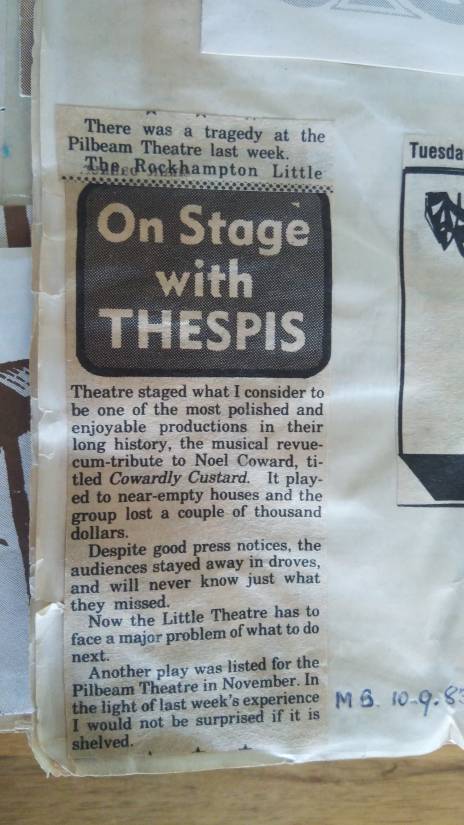 There was a tragedy at the
Pilbeam Theatre last week.
The Rockhampton Little
On Stage
with
THESPIS
Theatre staged what I consider to
be one of the most polished and
enjoyable productions in their
long history, the musical revue-
cum-tribute to Noel Coward, ti-
tled Cowardly Custard. It play-
ed to near-empty houses and the
group lost a couple of thousand
dollars.
Despite good press notices, the
audiences stayed away in droves,
and will never know just what
they missed.
Now the Little Theatre has to
face a major problem of what to do
next.
Another play was listed for the
Pilbeam Theatre in November. In
the light of last week's experience
I would not be surprised if it is
shelved.
M B. 10-9.83
Tuesda